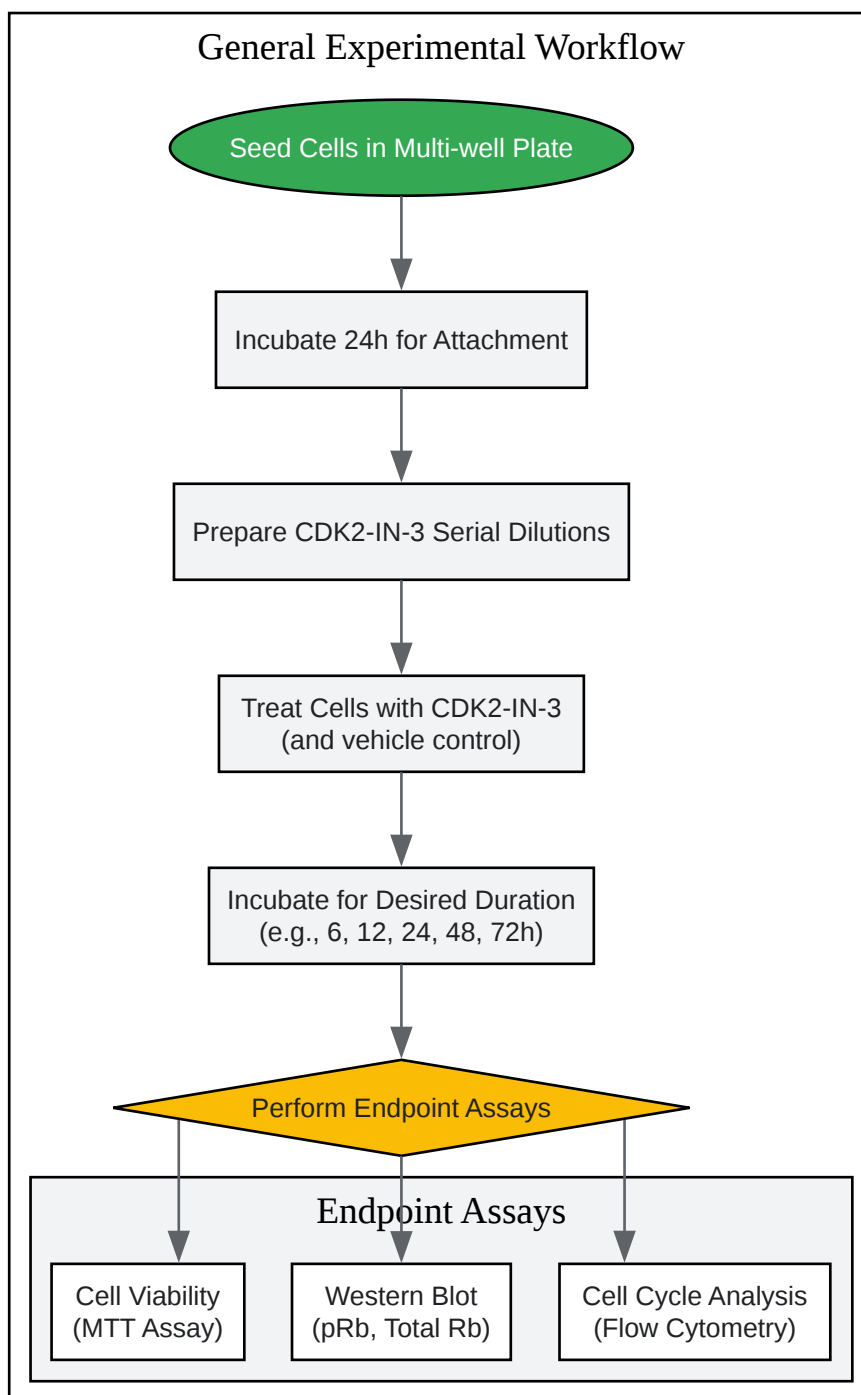 General Experimental Workflow
Seed Cells in Multi-well Plate
Incubate 24h for Attachment
Prepare CDK2-IN-3 Serial Dilutions
Treat Cells with CDK2-IN-3
(and vehicle control)
Incubate for Desired Duration
(e.g., 6, 12, 24, 48, 72h)
Perform Endpoint Assays
Endpoint Assays
Cell Viability
(MTT Assay)
Western Blot
(pRb, Total Rb)
Cell Cycle Analysis
(Flow Cytometry)